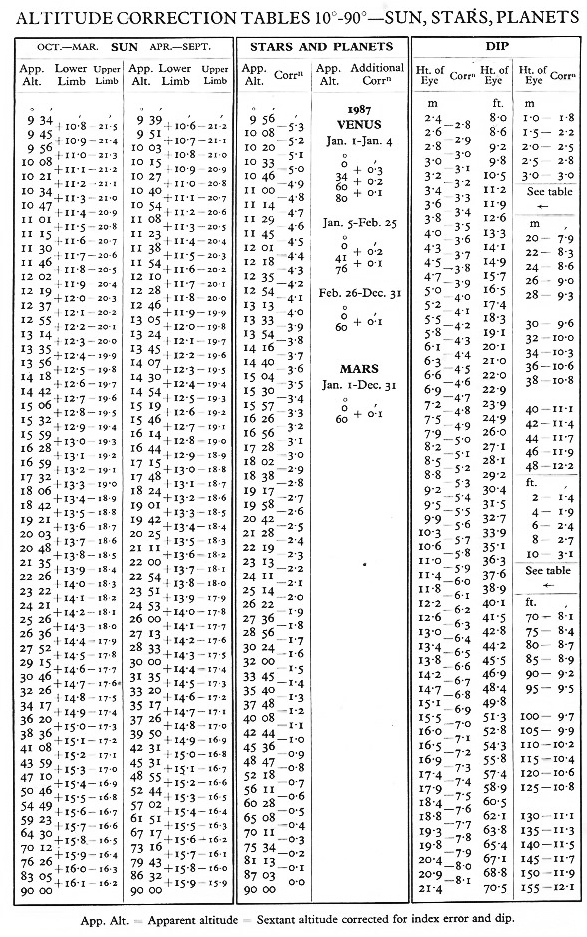 ALTITUDE CORRECTION TABLES 10°-90°—SUN, STARS, PLANETS
OCT.—MAR. SUN APR.—SEPT.
App. Alt. Lower Limb Upper Limb
° ′
9 34 +10·8 −21·5
9 45 +10·9 −21·4
9 56 +11·0 −21·3
10 08 +11·1 −21·2
10 21 +11·2 −21·1
10 34 +11·3 −21·0
10 47 +11·4 −20·9
11 01 +11·5 −20·8
11 15 +11·6 −20·7
11 30 +11·7 −20·6
11 46 +11·8 −20·5
12 02 +11·9 −20·4
12 19 +12·0 −20·3
12 37 +12·1 −20·2
12 55 +12·2 −20·1
13 14 +12·3 −20·0
13 35 +12·4 −19·9
13 56 +12·5 −19·8
14 18 +12·6 −19·7
14 42 +12·7 −19·6
15 06 +12·8 −19·5
15 32 +12·9 −19·4
15 59 +13·0 −19·3
16 28 +13·1 −19·2
16 59 +13·2 −19·1
17 32 +13·3 −19·0
18 06 +13·4 −18·9
18 42 +13·5 −18·8
19 21 +13·6 −18·7
20 03 +13·7 −18·6
20 48 +13·8 −18·5
21 35 +13·9 −18·4
22 26 +14·0 −18·3
23 22 +14·1 −18·2
24 21 +14·2 −18·1
25 26 +14·3 −18·0
26 36 +14·4 −17·9
27 52 +14·5 −17·8
29 15 +14·6 −17·7
30 46 +14·7 −17·6
32 26 +14·8 −17·5
34 17 +14·9 −17·4
36 20 +15·0 −17·3
38 36 +15·1 −17·2
41 08 +15·2 −17·1
43 59 +15·3 −17·0
47 10 +15·4 −16·9
50 46 +15·5 −16·8
54 49 +15·6 −16·7
59 23 +15·7 −16·6
64 30 +15·8 −16·5
70 12 +15·9 −16·4
76 26 +16·0 −16·3
83 05 +16·1 −16·2
90 00
App. Alt. Lower Limb Upper Limb
° ′
9 39 +10·6 −21·2
9 51 +10·7 −21·1
10 03 +10·8 −21·0
10 15 +10·9 −20·9
10 27 +11·0 −20·8
10 40 +11·1 −20·7
10 54 +11·2 −20·6
11 08 +11·3 −20·5
11 23 +11·4 −20·4
11 38 +11·5 −20·3
11 54 +11·6 −20·2
12 10 +11·7 −20·1
12 28 +11·8 −20·0
12 46 +11·9 −19·9
13 05 +12·0 −19·8
13 24 +12·1 −19·7
13 45 +12·2 −19·6
14 07 +12·3 −19·5
14 30 +12·4 −19·4
14 54 +12·5 −19·3
15 19 +12·6 −19·2
15 46 +12·7 −19·1
16 14 +12·8 −19·0
16 44 +12·9 −18·9
17 15 +13·0 −18·8
17 48 +13·1 −18·7
18 24 +13·2 −18·6
19 01 +13·3 −18·5
19 42 +13·4 −18·4
20 25 +13·5 −18·3
21 11 +13·6 −18·2
22 00 +13·7 −18·1
22 54 +13·8 −18·0
23 51 +13·9 −17·9
24 53 +14·0 −17·8
26 00 +14·1 −17·7
27 13 +14·2 −17·6
28 33 +14·3 −17·5
30 00 +14·4 −17·4
31 35 +14·5 −17·3
33 20 +14·6 −17·2
35 17 +14·7 −17·1
37 26 +14·8 −17·0
39 50 +14·9 −16·9
42 31 +15·0 −16·8
45 31 +15·1 −16·7
48 55 +15·2 −16·6
52 44 +15·3 −16·5
57 02 +15·4 −16·4
61 51 +15·5 −16·3
67 17 +15·6 −16·2
73 16 +15·7 −16·1
79 43 +15·8 −16·0
86 32 +15·9 −15·9
90 00
STARS AND PLANETS
App. Alt. Corrⁿ
° ′
9 56 −5·3
10 08 −5·2
10 20 −5·1
10 33 −5·0
10 46 −4·9
11 00 −4·8
11 14 −4·7
11 29 −4·6
11 45 −4·5
12 01 −4·4
12 18 −4·3
12 35 −4·2
12 54 −4·1
13 13 −4·0
13 33 −3·9
13 54 −3·8
14 16 −3·7
14 40 −3·6
15 04 −3·5
15 30 −3·4
15 57 −3·3
16 26 −3·2
16 56 −3·1
17 28 −3·0
18 02 −2·9
18 38 −2·8
19 17 −2·7
19 58 −2·6
20 42 −2·5
21 28 −2·4
22 19 −2·3
23 13 −2·2
24 11 −2·1
25 14 −2·0
26 22 −1·9
27 36 −1·8
28 56 −1·7
30 24 −1·6
32 00 −1·5
33 45 −1·4
35 40 −1·3
37 48 −1·2
40 08 −1·1
42 44 −1·0
45 36 −0·9
48 47 −0·8
52 18 −0·7
56 11 −0·6
60 28 −0·5
65 08 −0·4
70 11 −0·3
75 34 −0·2
81 13 −0·1
87 03 0·0
90 00
App. Alt. Additional Corrⁿ
1987
VENUS
Jan. 1-Jan. 4
° ′
0
34 +0·3
60 +0·2
80 +0·1
Jan. 5-Feb. 25
° ′
0
41 +0·2
76 +0·1
Feb. 26-Dec. 31
° ′
0
60 +0·1
MARS
Jan. 1-Dec. 31
° ′
0
60 +0·1
DIP
Ht. of Eye Corrⁿ Ht. of Eye
m ft.
2·4 −2·8 8·0
2·6 −2·9 8·6
2·8 −3·0 9·2
3·0 −3·1 9·8
3·2 −3·2 10·5
3·4 −3·3 11·2
3·6 −3·4 11·9
3·8 −3·5 12·6
4·0 −3·6 13·3
4·3 −3·7 14·1
4·5 −3·8 14·9
4·7 −3·9 15·7
5·0 −4·0 16·5
5·2 −4·1 17·4
5·5 −4·2 18·3
5·8 −4·3 19·1
6·1 −4·4 20·1
6·3 −4·5 21·0
6·6 −4·6 22·0
6·9 −4·7 22·9
7·2 −4·8 23·9
7·5 −4·9 24·9
7·9 −5·0 26·0
8·2 −5·1 27·1
8·5 −5·2 28·1
8·8 −5·3 29·2
9·2 −5·4 30·4
9·5 −5·5 31·5
9·9 −5·6 32·7
10·3 −5·7 33·9
10·6 −5·8 35·1
11·0 −5·9 36·3
11·4 −6·0 37·6
11·8 −6·1 38·9
12·2 −6·2 40·1
12·6 −6·3 41·5
13·0 −6·4 42·8
13·4 −6·5 44·2
13·8 −6·6 45·5
14·2 −6·7 46·9
14·7 −6·8 48·4
15·1 −6·9 49·8
15·5 −7·0 51·3
16·0 −7·1 52·8
16·5 −7·2 54·3
16·9 −7·3 55·8
17·4 −7·4 57·4
17·9 −7·5 58·9
18·4 −7·6 60·5
18·8 −7·7 62·1
19·3 −7·8 63·8
19·8 −7·9 65·4
20·4 −8·0 67·1
20·9 −8·1 68·8
21·4 70·5
Ht. of Eye Corrⁿ
m ′
1·0 − 1·8
1·5 − 2·2
2·0 − 2·5
2·5 − 2·8
3·0 − 3·0
See table
←
m ′
20 − 7·9
22 − 8·3
24 − 8·6
26 − 9·0
28 − 9·3
30 − 9·6
32 −10·0
34 −10·3
36 −10·6
38 −10·8
40 −11·1
42 −11·4
44 −11·7
46 −11·9
48 −12·2
ft. ′
2 − 1·4
4 − 1·9
6 − 2·4
8 − 2·7
10 − 3·1
See table
←
ft. ′
70 − 8·1
75 − 8·4
80 − 8·7
85 − 8·9
90 − 9·2
95 − 9·5
100 − 9·7
105 − 9·9
110 −10·2
115 −10·4
120 −10·6
125 −10·8
130 −11·1
135 −11·3
140 −11·5
145 −11·7
150 −11·9
155 −12·1
App. Alt. = Apparent altitude = Sextant altitude corrected for index error and dip.